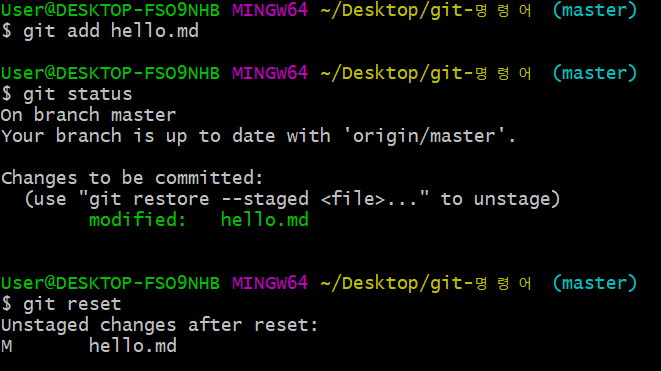 User@DESKTOP-FSO9NHB MINGW64 ~/Desktop/git-명령어 (master)
$ git add hello.md
User@DESKTOP-FSO9NHB MINGW64 ~/Desktop/git-명령어 (master)
$ git status
On branch master
Your branch is up to date with 'origin/master'.
Changes to be committed:
  (use "git restore --staged <file>..." to unstage)
        modified:   hello.md
User@DESKTOP-FSO9NHB MINGW64 ~/Desktop/git-명령어 (master)
$ git reset
Unstaged changes after reset:
M       hello.md